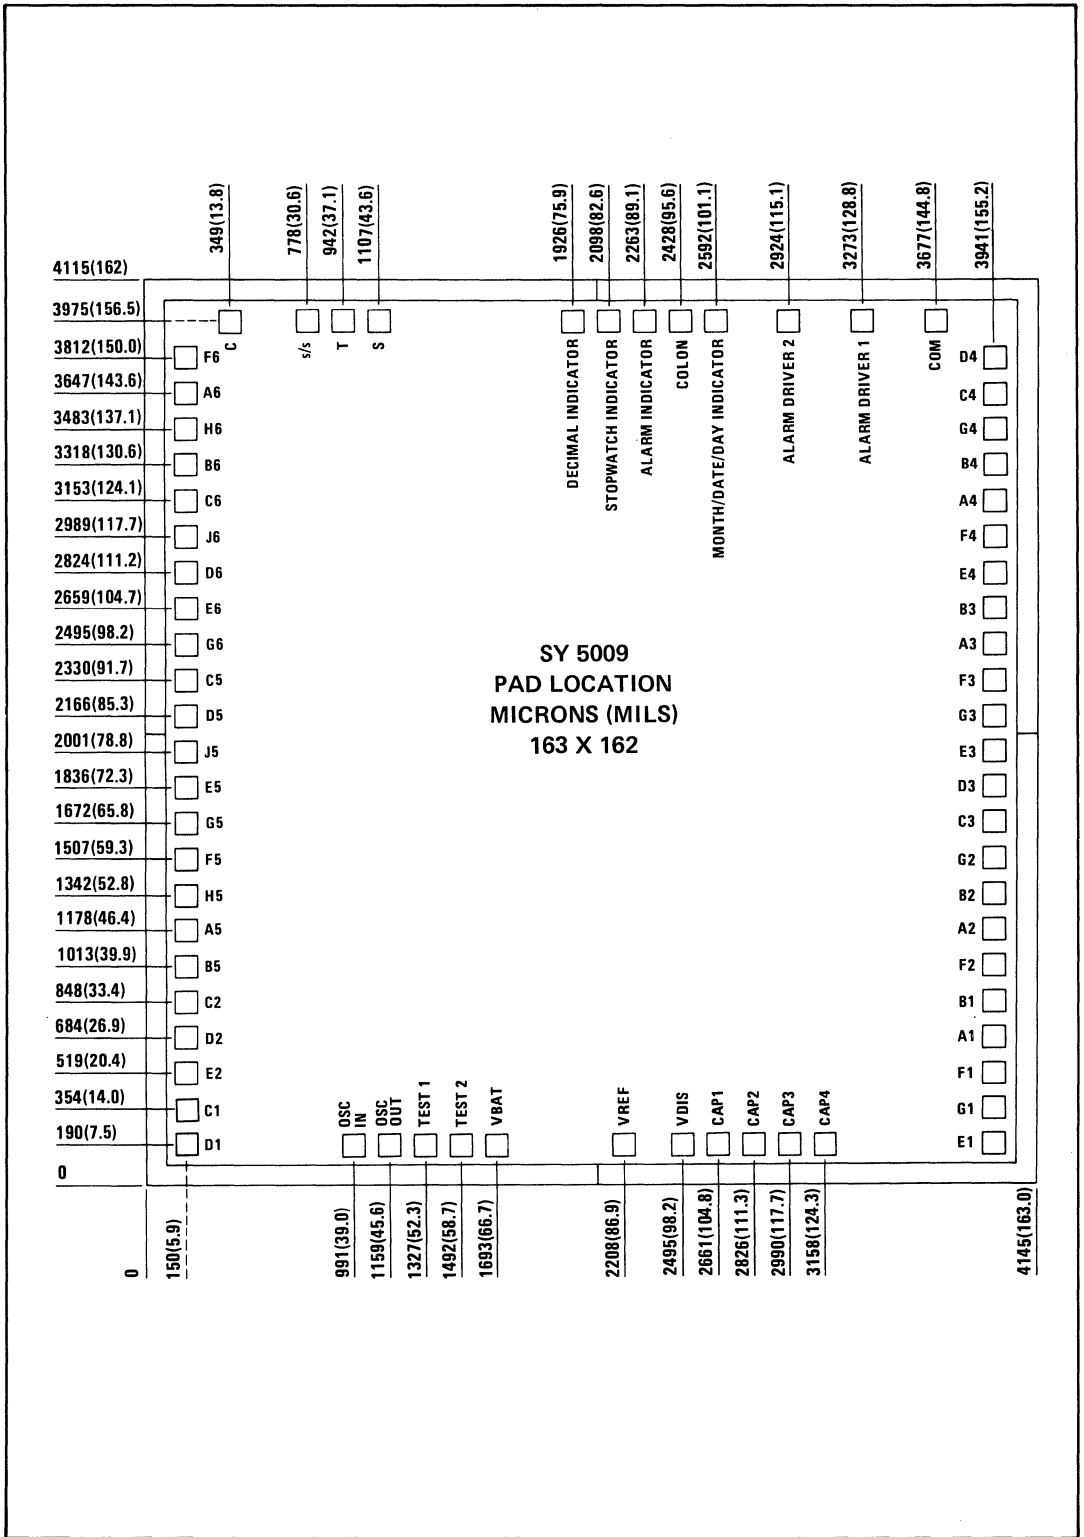 349(13.8)
778(30.6)
942(37.1)
1107(43.6)
1926(75.9)
2098(82.6)
2263(89.1)
2428(95.6)
2592(101.1)
2924(115.1)
3273(128.8)
3677(144.8)
3941(155.2)
4115(162)
3975(156.5)
3812(150.0)
3647(143.6)
3483(137.1)
3318(130.6)
3153(124.1)
2989(117.7)
2824(111.2)
2659(104.7)
2495(98.2)
2330(91.7)
2166(85.3)
2001(78.8)
1836(72.3)
1672(65.8)
1507(59.3)
1342(52.8)
1178(46.4)
1013(39.9)
848(33.4)
684(26.9)
519(20.4)
354(14.0)
190(7.5)
0
C
s/s
T
S
DECIMAL INDICATOR
STOPWATCH INDICATOR
ALARM INDICATOR
COLON
MONTH/DATE/DAY INDICATOR
ALARM DRIVER 2
ALARM DRIVER 1
COM
F6
A6
H6
B6
C6
J6
D6
E6
G6
C5
D5
J5
E5
G5
F5
H5
A5
B5
C2
D2
E2
C1
D1
SY 5009
PAD LOCATION
MICRONS (MILS)
163 X 162
D4
C4
G4
B4
A4
F4
E4
B3
A3
F3
G3
E3
D3
C3
G2
B2
A2
F2
B1
A1
F1
G1
E1
OSC
IN
OSC
OUT
TEST 1
TEST 2
VBAT
VREF
VDIS
CAP1
CAP2
CAP3
CAP4
0
150(5.9)
991(39.0)
1159(45.6)
1327(52.3)
1492(58.7)
1693(66.7)
2208(86.9)
2495(98.2)
2661(104.8)
2826(111.3)
2990(117.7)
3158(124.3)
4145(163.0)